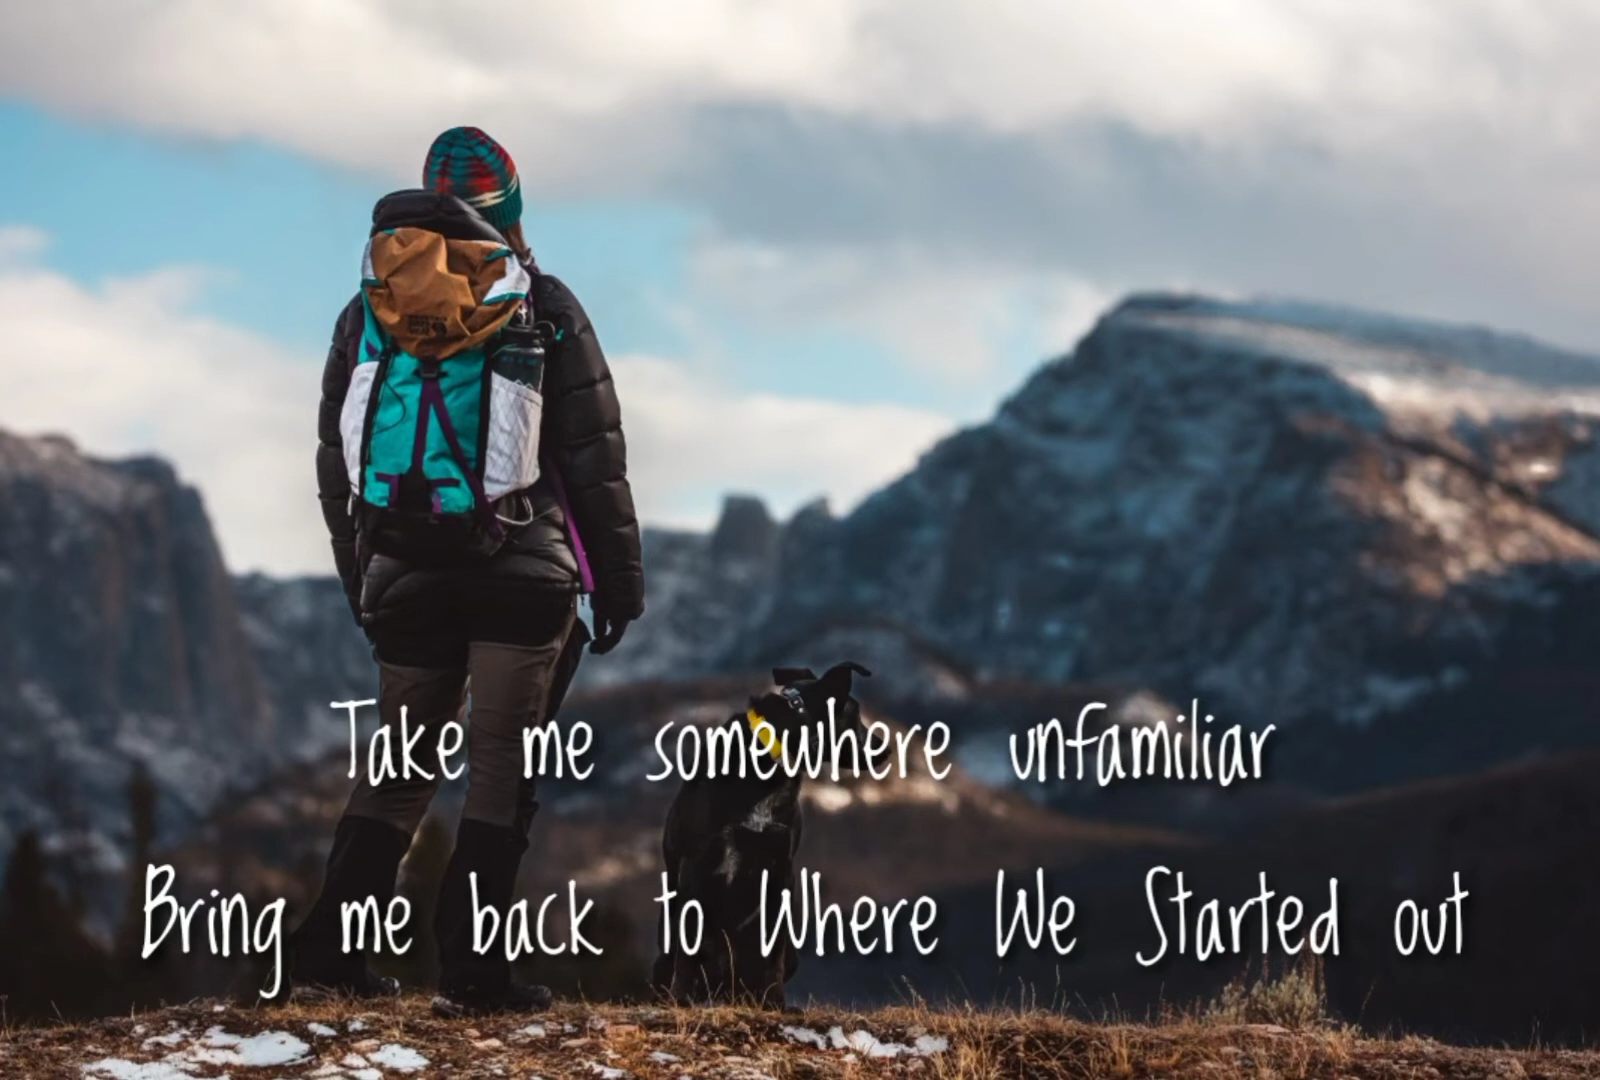 Take me somewhere unfamiliar
Bring me back to Where We Started out